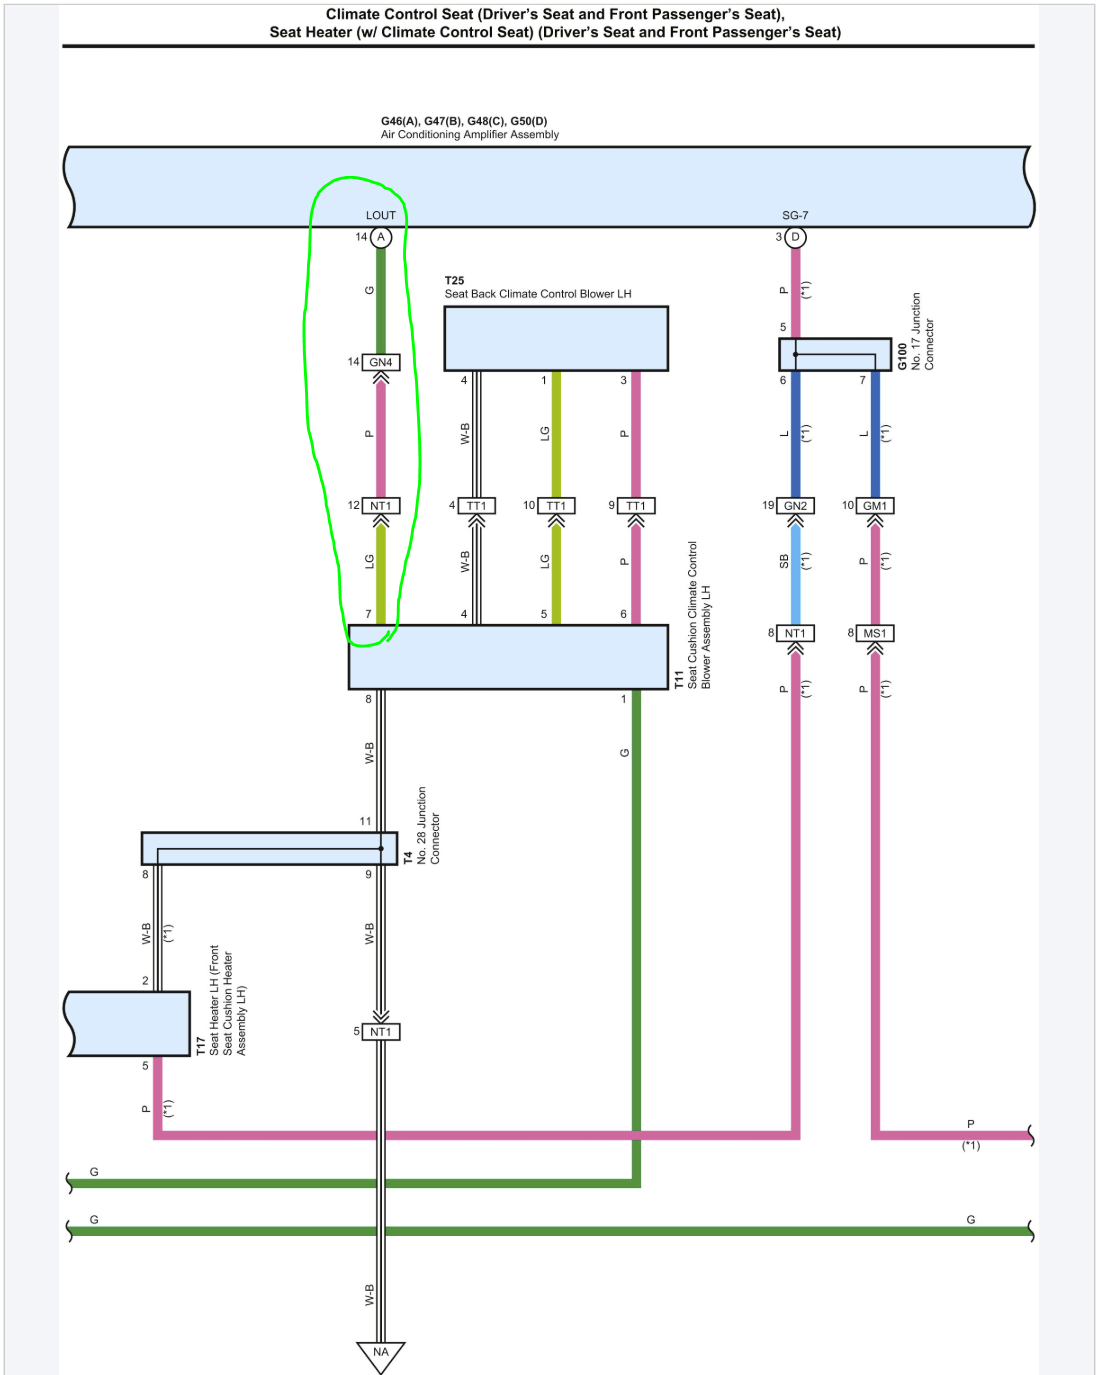 Climate Control Seat (Driver's Seat and Front Passenger's Seat),
Seat Heater (w/ Climate Control Seat) (Driver's Seat and Front Passenger's Seat)
G46(A), G47(B), G48(C), G50(D)
Air Conditioning Amplifier Assembly
LOUT
SG-7
14 A
3 D
G
P
(*1)
T25
Seat Back Climate Control Blower LH
5
G100
No. 17 Junction
Connector
14 GN4
4
1
3
6
7
P
W-B
LG
P
L
(*1)
L
(*1)
12 NT1
4 TT1
10 TT1
9 TT1
19 GN2
10 GM1
LG
W-B
LG
P
SB
(*1)
P
(*1)
7
4
5
6
T11
Seat Cushion Climate Control
Blower Assembly LH
8 NT1
8 MS1
8
1
P
(*1)
P
(*1)
W-B
G
11
T4
No. 28 Junction
Connector
8
9
W-B
(*1)
W-B
2
T17
Seat Heater LH (Front
Seat Cushion Heater
Assembly LH)
5 NT1
5
P
(*1)
P
(*1)
G
G
G
W-B
NA